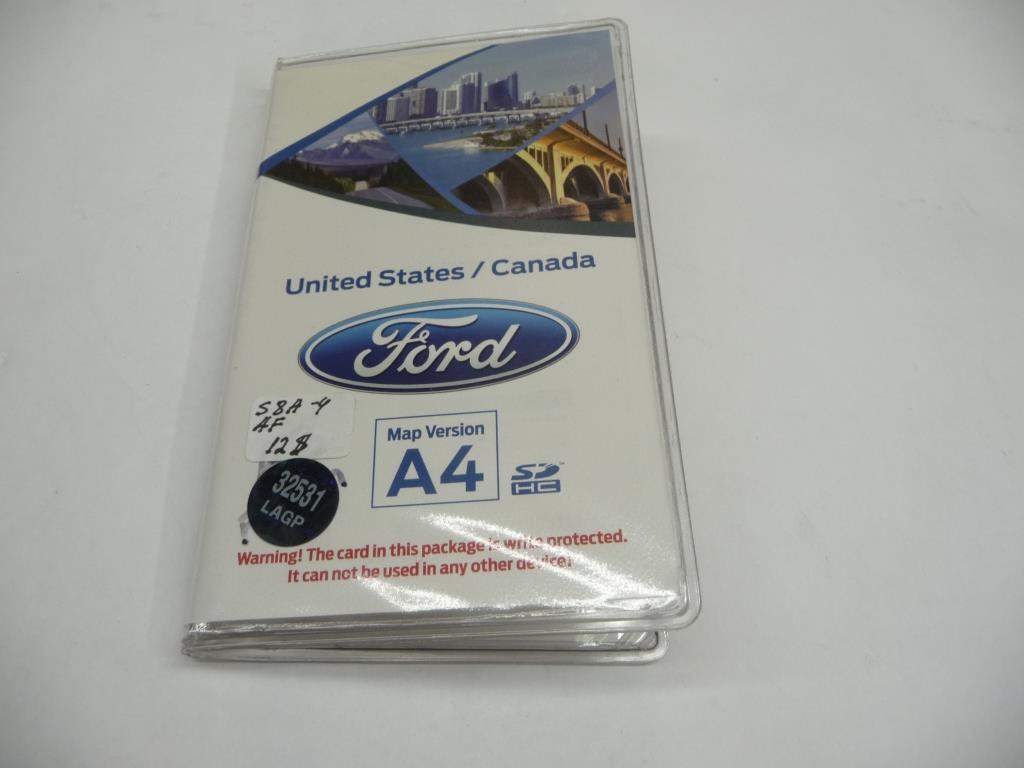 United States / Canada
Ford
S8A-4
AF
12$
Map Version
A4
SD
HC
32531
LAGP
Warning! The card in this package is write protected.
It can not be used in any other device!